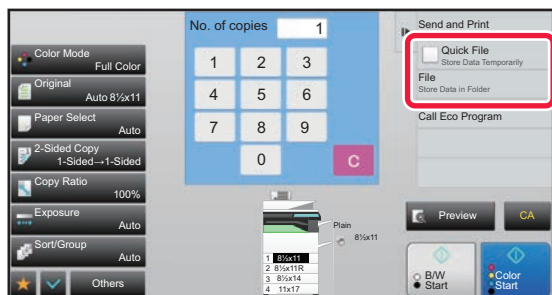 No. of copies 1
Send and Print
Quick File
Store Data Temporarily
File
Store Data in Folder
Call Eco Program
Color Mode
Full Color
Original
Auto 8½x11
Paper Select
Auto
2-Sided Copy
1-Sided→1-Sided
Copy Ratio
100%
Exposure
Auto
Sort/Group
Auto
Others
1 2 3
4 5 6
7 8 9
0 C
Plain
8½x11
1 8½x11
2 8½x11R
3 8½x14
4 11x17
Preview
CA
B/W
Start
Color
Start